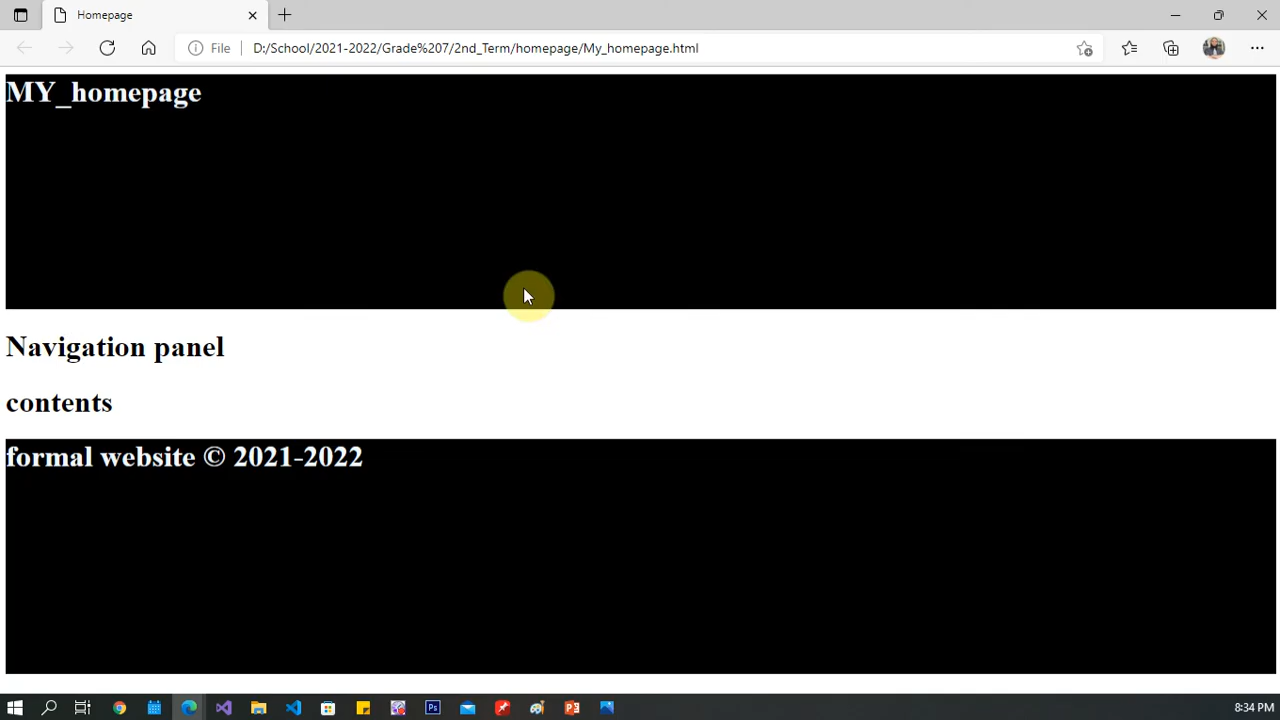 Homepage
File
D:/School/2021-2022/Grade%207/2nd_Term/homepage/My_homepage.html
MY_homepage
Navigation panel
contents
formal website © 2021-2022
Ps
8:34 PM